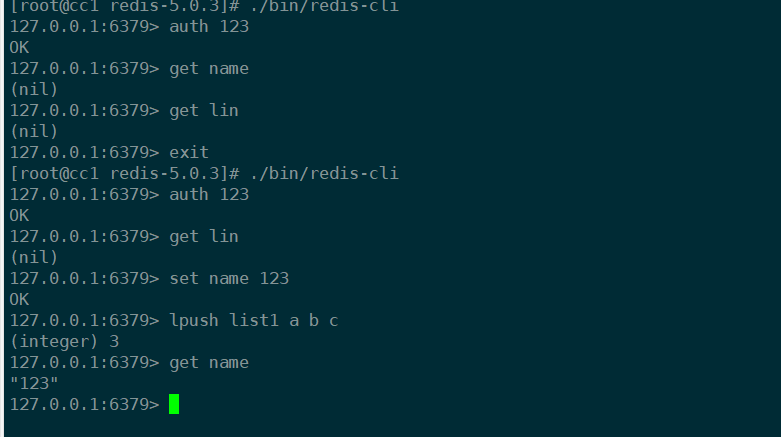 [root@cc1 redis-5.0.3]# ./bin/redis-cli
127.0.0.1:6379> auth 123
OK
127.0.0.1:6379> get name
(nil)
127.0.0.1:6379> get lin
(nil)
127.0.0.1:6379> exit
[root@cc1 redis-5.0.3]# ./bin/redis-cli
127.0.0.1:6379> auth 123
OK
127.0.0.1:6379> get lin
(nil)
127.0.0.1:6379> set name 123
OK
127.0.0.1:6379> lpush list1 a b c
(integer) 3
127.0.0.1:6379> get name
"123"
127.0.0.1:6379>